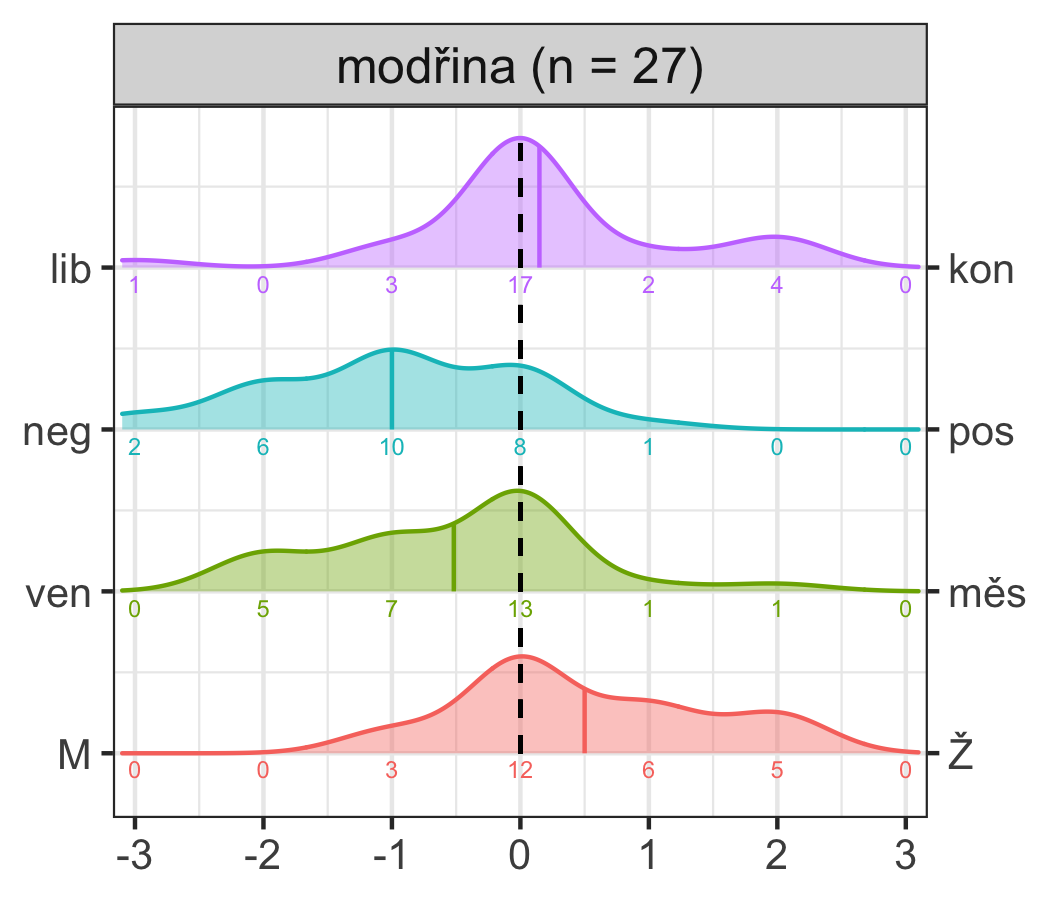 modřina (n = 27)
lib kon
1 0 3 17 2 4 0
neg pos
2 6 10 8 1 0 0
ven měs
0 5 7 13 1 1 0
M Ž
0 0 3 12 6 5 0
-3 -2 -1 0 1 2 3